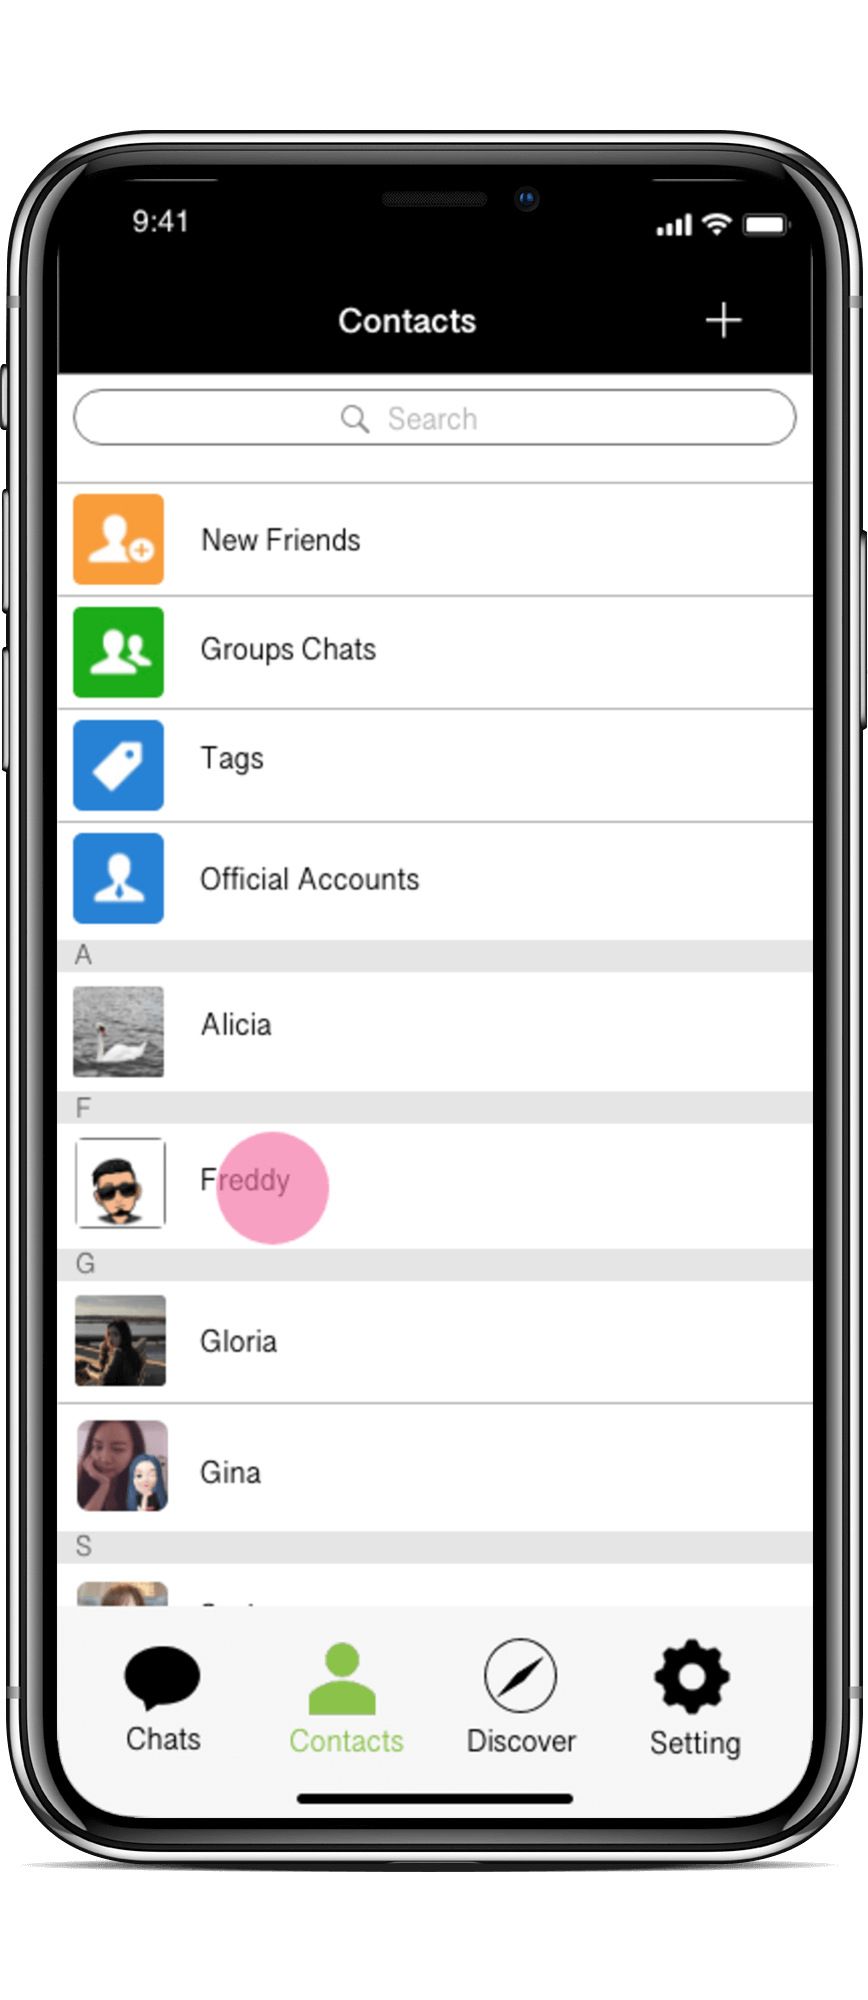 9:41
Contacts
Search
New Friends
Groups Chats
Tags
Official Accounts
A
Alicia
F
Freddy
G
Gloria
Gina
S
Chats
Contacts
Discover
Setting